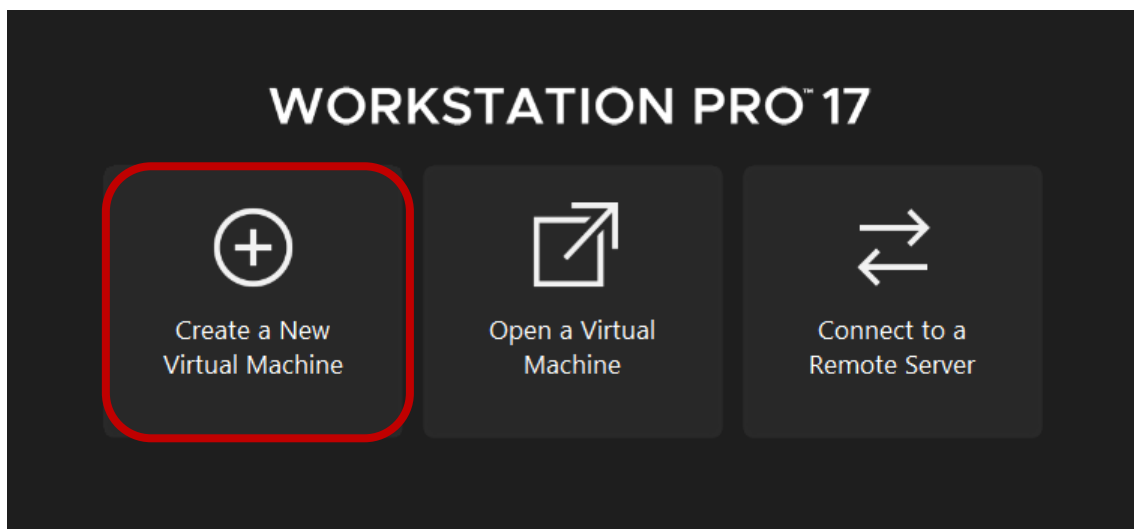 WORKSTATION PRO™ 17
Create a New
Virtual Machine
Open a Virtual
Machine
Connect to a
Remote Server